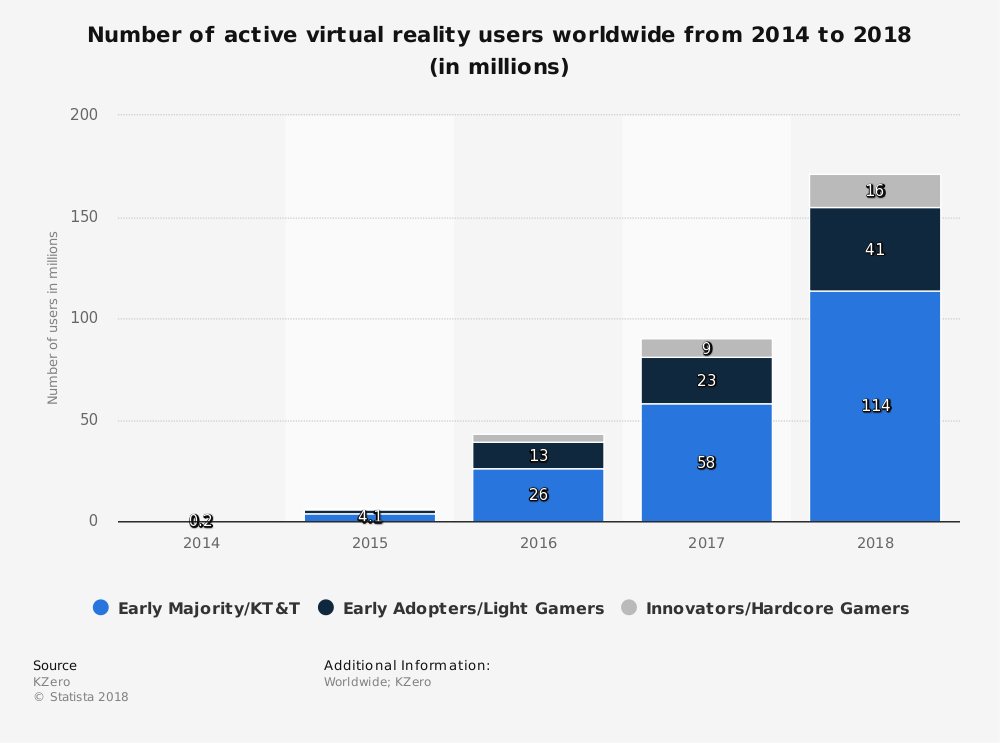 Number of active virtual reality users worldwide from 2014 to 2018
(in millions)
200
150
100
50
0
Number of users in millions
16
41
114
9
23
58
13
26
4.1
0.2
2014 2015 2016 2017 2018
Early Majority/KT&T Early Adopters/Light Gamers Innovators/Hardcore Gamers
Source
KZero
© Statista 2018
Additional Information:
Worldwide; KZero